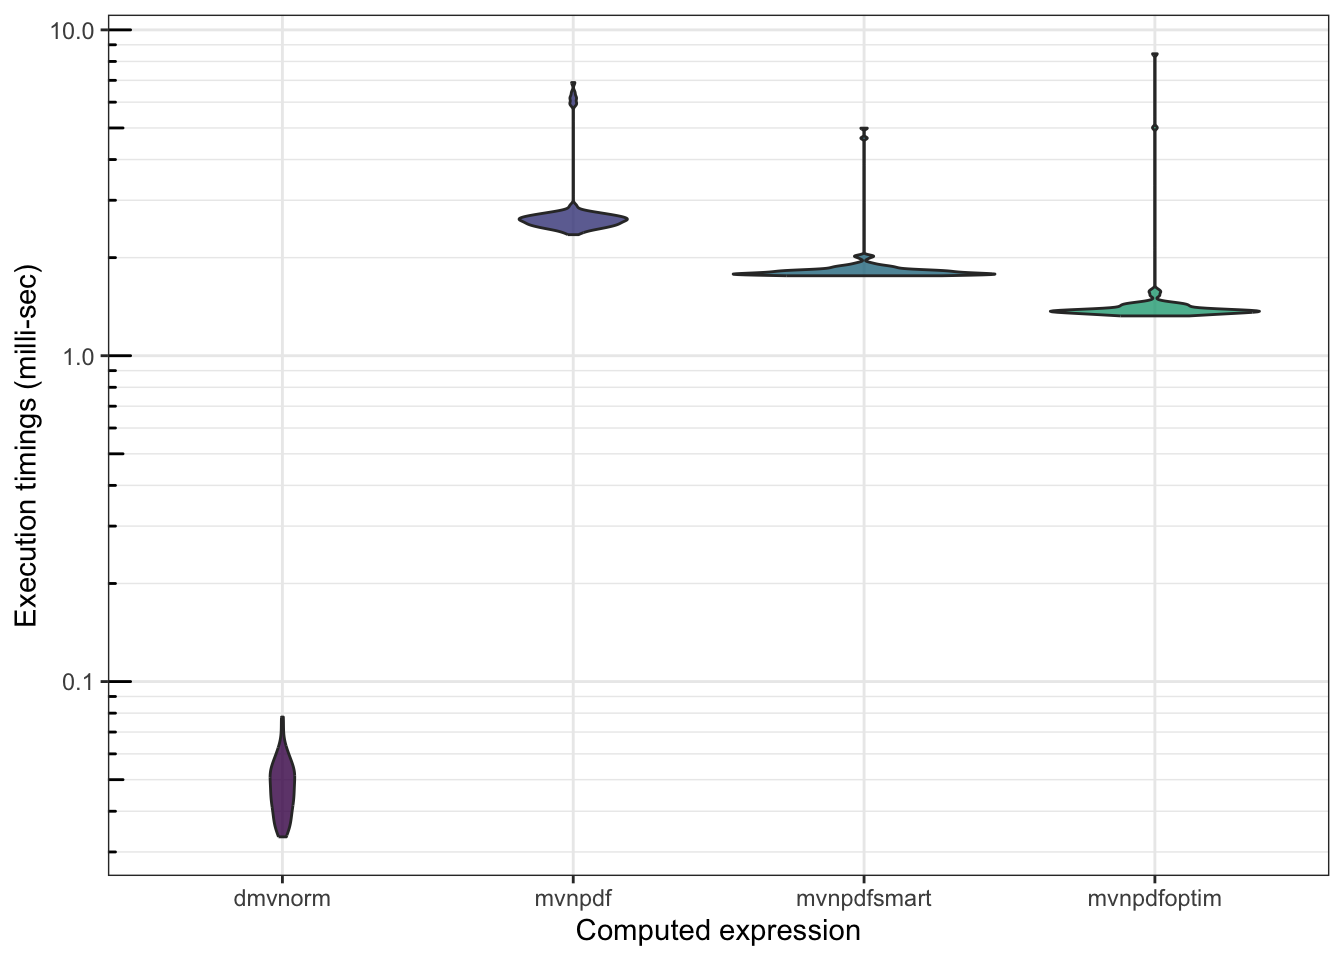 10.0
1.0
0.1
Execution timings (milli-sec)
dmvnorm
mvnpdf
mvnpdfsmart
mvnpdfoptim
Computed expression